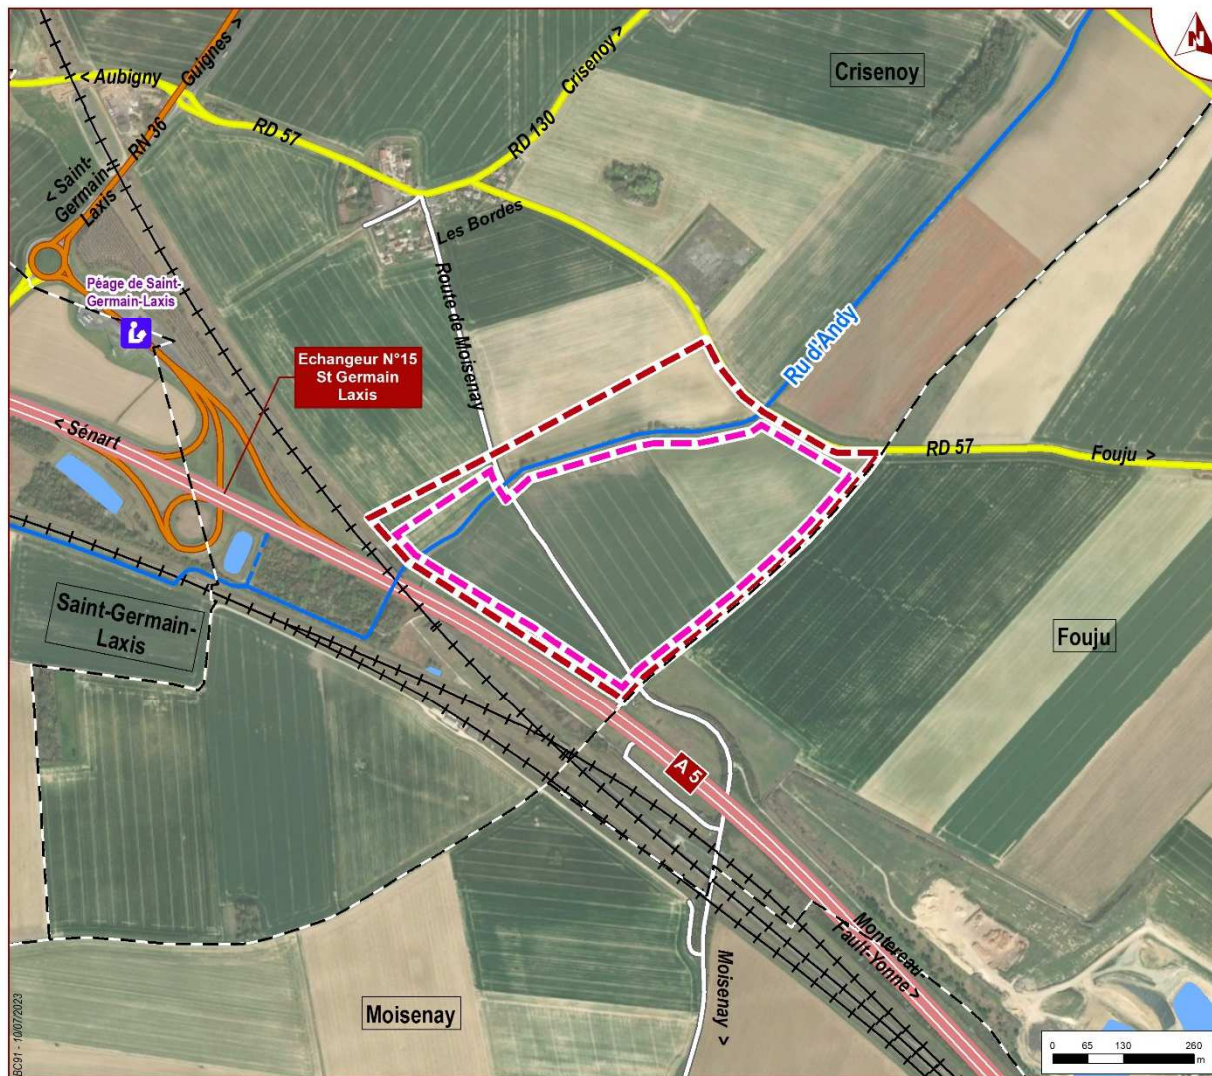 N
Crisenoy
< Aubigny
Guignes >
RN 36
RD 57
RD 130
Crisenoy >
< Saint-
Germain-
Laxis
Les Bordes
Péage de Saint-
Germain-Laxis
Route de Moisenay
Ru d'Andy
Echangeur N°15
St Germain
Laxis
< Sénart
RD 57
Fouju >
Saint-Germain-
Laxis
Fouju
A 5
Montereau-
Fault-Yonne >
Moisenay
Moisenay >
BC91 - 10/07/2023
0 65 130 260
m